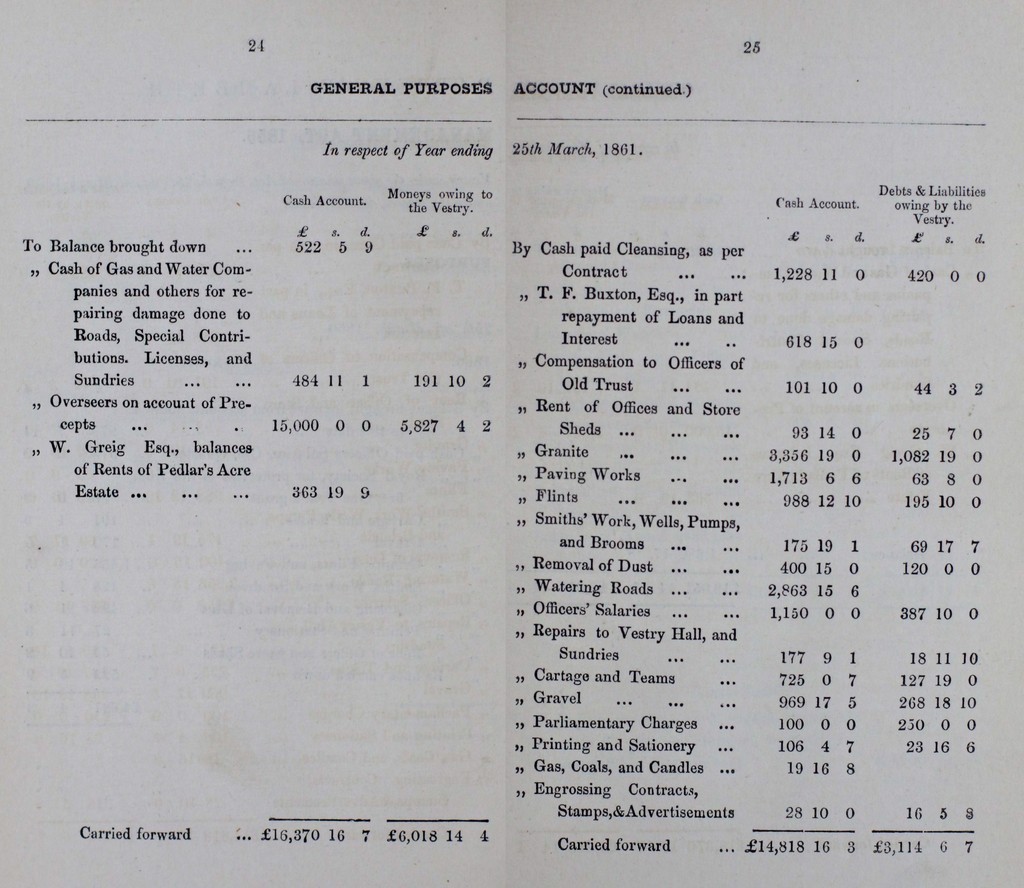 24
GENERAL PURPOSES
In respect of Year ending
Cash Account. Moneys owing to the Vestry.
£ s. d. £ s. d.
To Balance brought down ... 522 5 9
„ Cash of Gas and Water Com-
panies and others for re-
pairing damage done to
Roads, Special Contri-
butions. Licenses, and
Sundries ... ... 484 11 1 191 10 2
„ Overseers on account of Pre-
cepts ... ... . 15,000 0 0 5,827 4 2
„ W. Greig Esq., balances
of Rents of Pedlar's Acre
Estate ... ... ... 363 19 9
Carried forward ... £16,370 16 7 £6,018 14 4
25
ACCOUNT (continued.)
25th March, 1861.
Cash Account. Debts & Liabilities owing by the Vestry.
£ s. d. £ s. d.
By Cash paid Cleansing, as per
Contract ... ... 1,228 11 0 420 0 0
„ T. F. Buxton, Esq., in part
repayment of Loans and
Interest ... .. 618 15 0
„ Compensation to Officers of
Old Trust ... ... 101 10 0 44 3 2
„ Rent of Offices and Store
Sheds ... ... ... 93 14 0 25 7 0
„ Granite ... ... ... 3,356 19 0 1,082 19 0
„ Paving Works ... ... 1,713 6 6 63 8 0
„ Flints ... ... ... 988 12 10 195 10 0
„ Smiths' Work, Wells, Pumps,
and Brooms ... ... 175 19 1 69 17 7
„ Removal of Dust ... ... 400 15 0 120 0 0
„ Watering Roads ... ... 2,863 15 6
„ Officers' Salaries ... ... 1,150 0 0 387 10 0
„ Repairs to Vestry Hall, and
Sundries ... ... 177 9 1 18 11 10
„ Cartage and Teams ... 725 0 7 127 19 0
„ Gravel ... ... ... 969 17 5 268 18 10
„ Parliamentary Charges ... 100 0 0 250 0 0
„ Printing and Sationery ... 106 4 7 23 16 6
„ Gas, Coals, and Candles ... 19 16 8
„ Engrossing Contracts,
Stamps,&Advertisements 28 10 0 16 5 8
Carried forward ... £14,818 16 3 £3,114 6 7